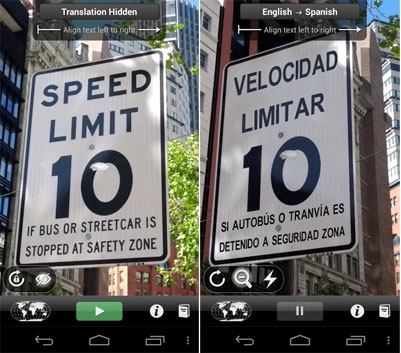 Translation Hidden
Align text left to right
SPEED
LIMIT
10
IF BUS OR STREETCAR IS
STOPPED AT SAFETY ZONE
English → Spanish
Align text left to right
VELOCIDAD
LIMITAR
10
SI AUTOBÚS O TRANVÍA ES
DETENIDO A SEGURIDAD ZONA